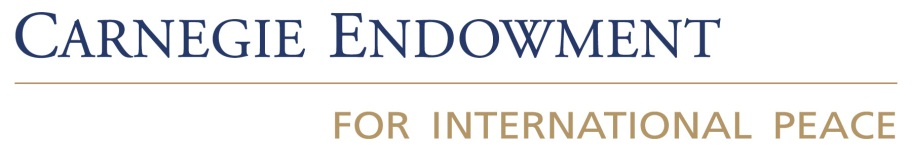 CARNEGIE ENDOWMENT
FOR INTERNATIONAL PEACE